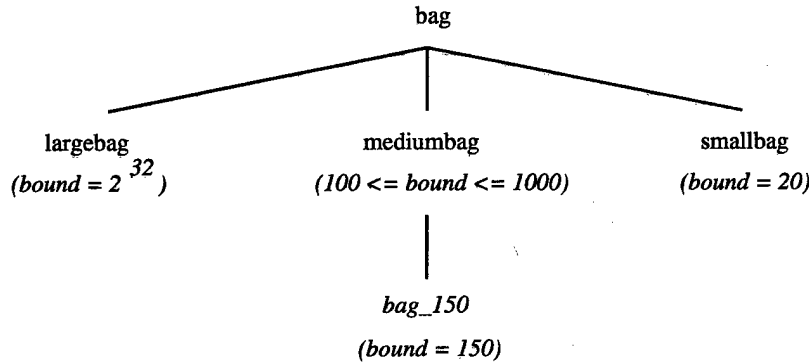 bag
largebag mediumbag smallbag
(bound = 2^32) (100 <= bound <= 1000) (bound = 20)
bag_150
(bound = 150)